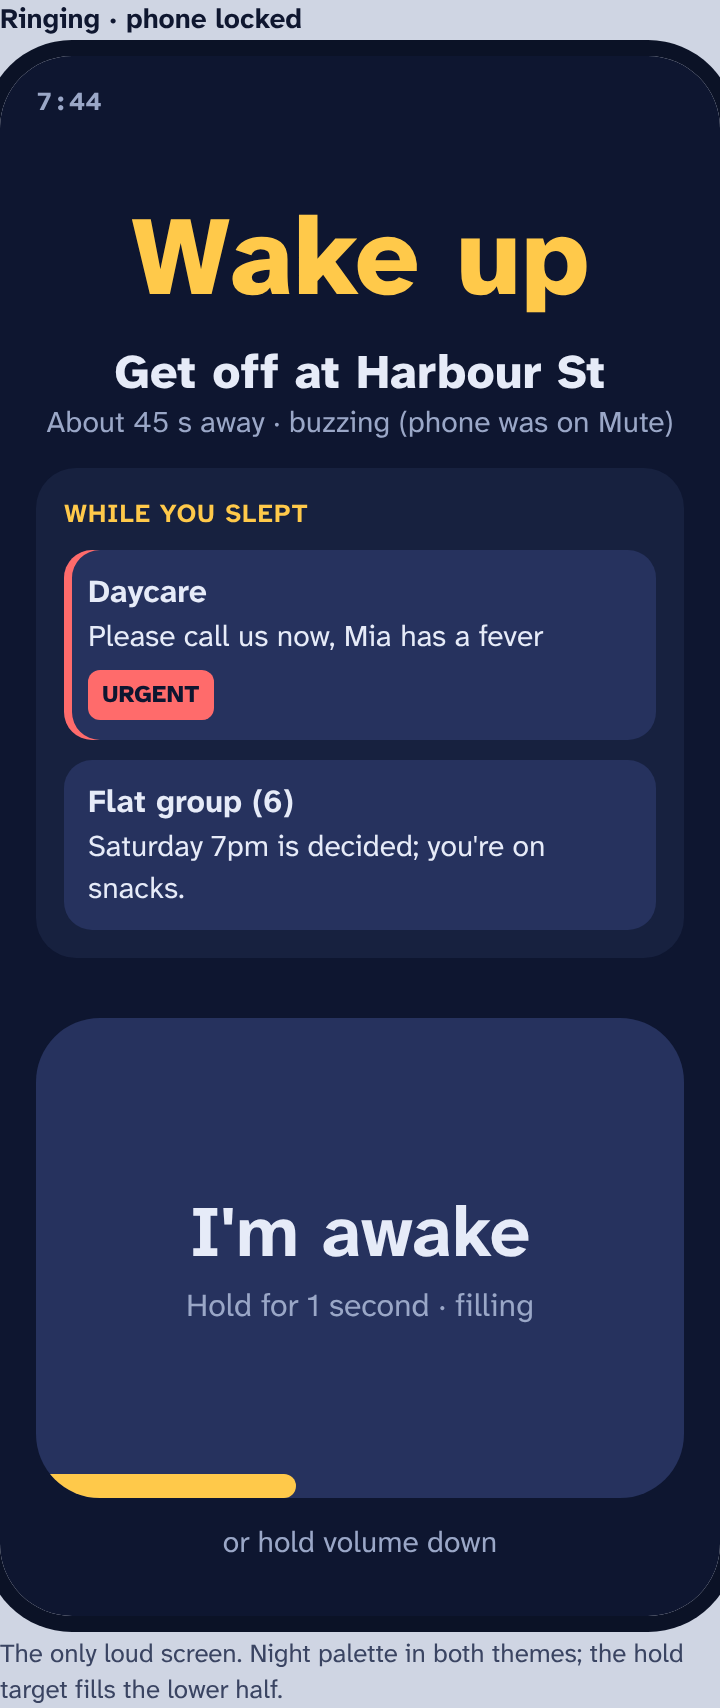 Ringing · phone locked
7:44
Wake up
Get off at Harbour St
About 45 s away · buzzing (phone was on Mute)
WHILE YOU SLEPT
Daycare
Please call us now, Mia has a fever
URGENT
Flat group (6)
Saturday 7pm is decided; you're on
snacks.
I'm awake
Hold for 1 second · filling
or hold volume down
The only loud screen. Night palette in both themes; the hold
target fills the lower half.